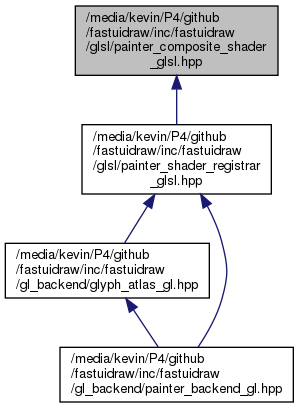 /media/kevin/P4/github
/fastuidraw/inc/fastuidraw
/glsl/painter_composite_shader
_glsl.hpp
/media/kevin/P4/github
/fastuidraw/inc/fastuidraw
/glsl/painter_shader_registrar
_glsl.hpp
/media/kevin/P4/github
/fastuidraw/inc/fastuidraw
/gl_backend/glyph_atlas_gl.hpp
/media/kevin/P4/github
/fastuidraw/inc/fastuidraw
/gl_backend/painter_backend_gl.hpp